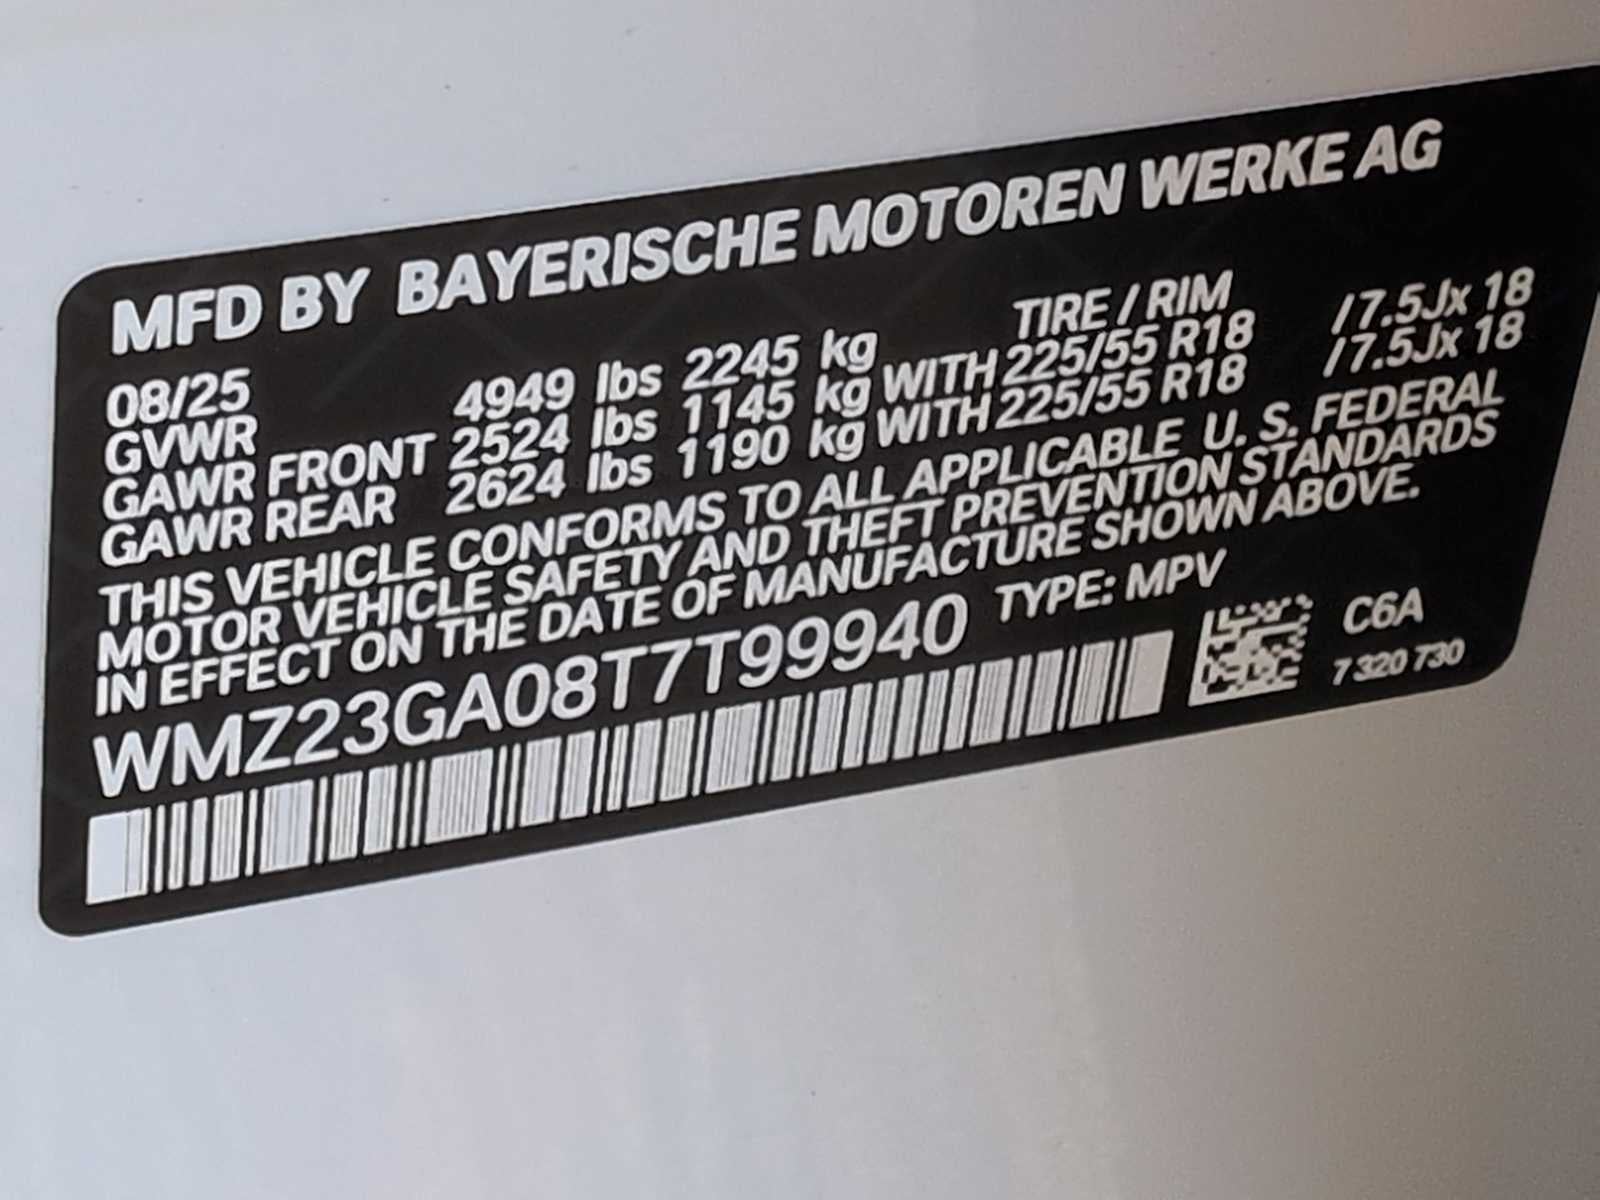 MFD BY BAYERISCHE MOTOREN WERKE AG
08/25 TIRE / RIM
GVWR 4949 lbs 2245 kg
GAWR FRONT 2524 lbs 1145 kg WITH 225/55 R18 /7.5Jx 18
GAWR REAR 2624 lbs 1190 kg WITH 225/55 R18 /7.5Jx 18
THIS VEHICLE CONFORMS TO ALL APPLICABLE U. S. FEDERAL
MOTOR VEHICLE SAFETY AND THEFT PREVENTION STANDARDS
IN EFFECT ON THE DATE OF MANUFACTURE SHOWN ABOVE.
WMZ23GA08T7T99940 TYPE: MPV
C6A
7 320 730